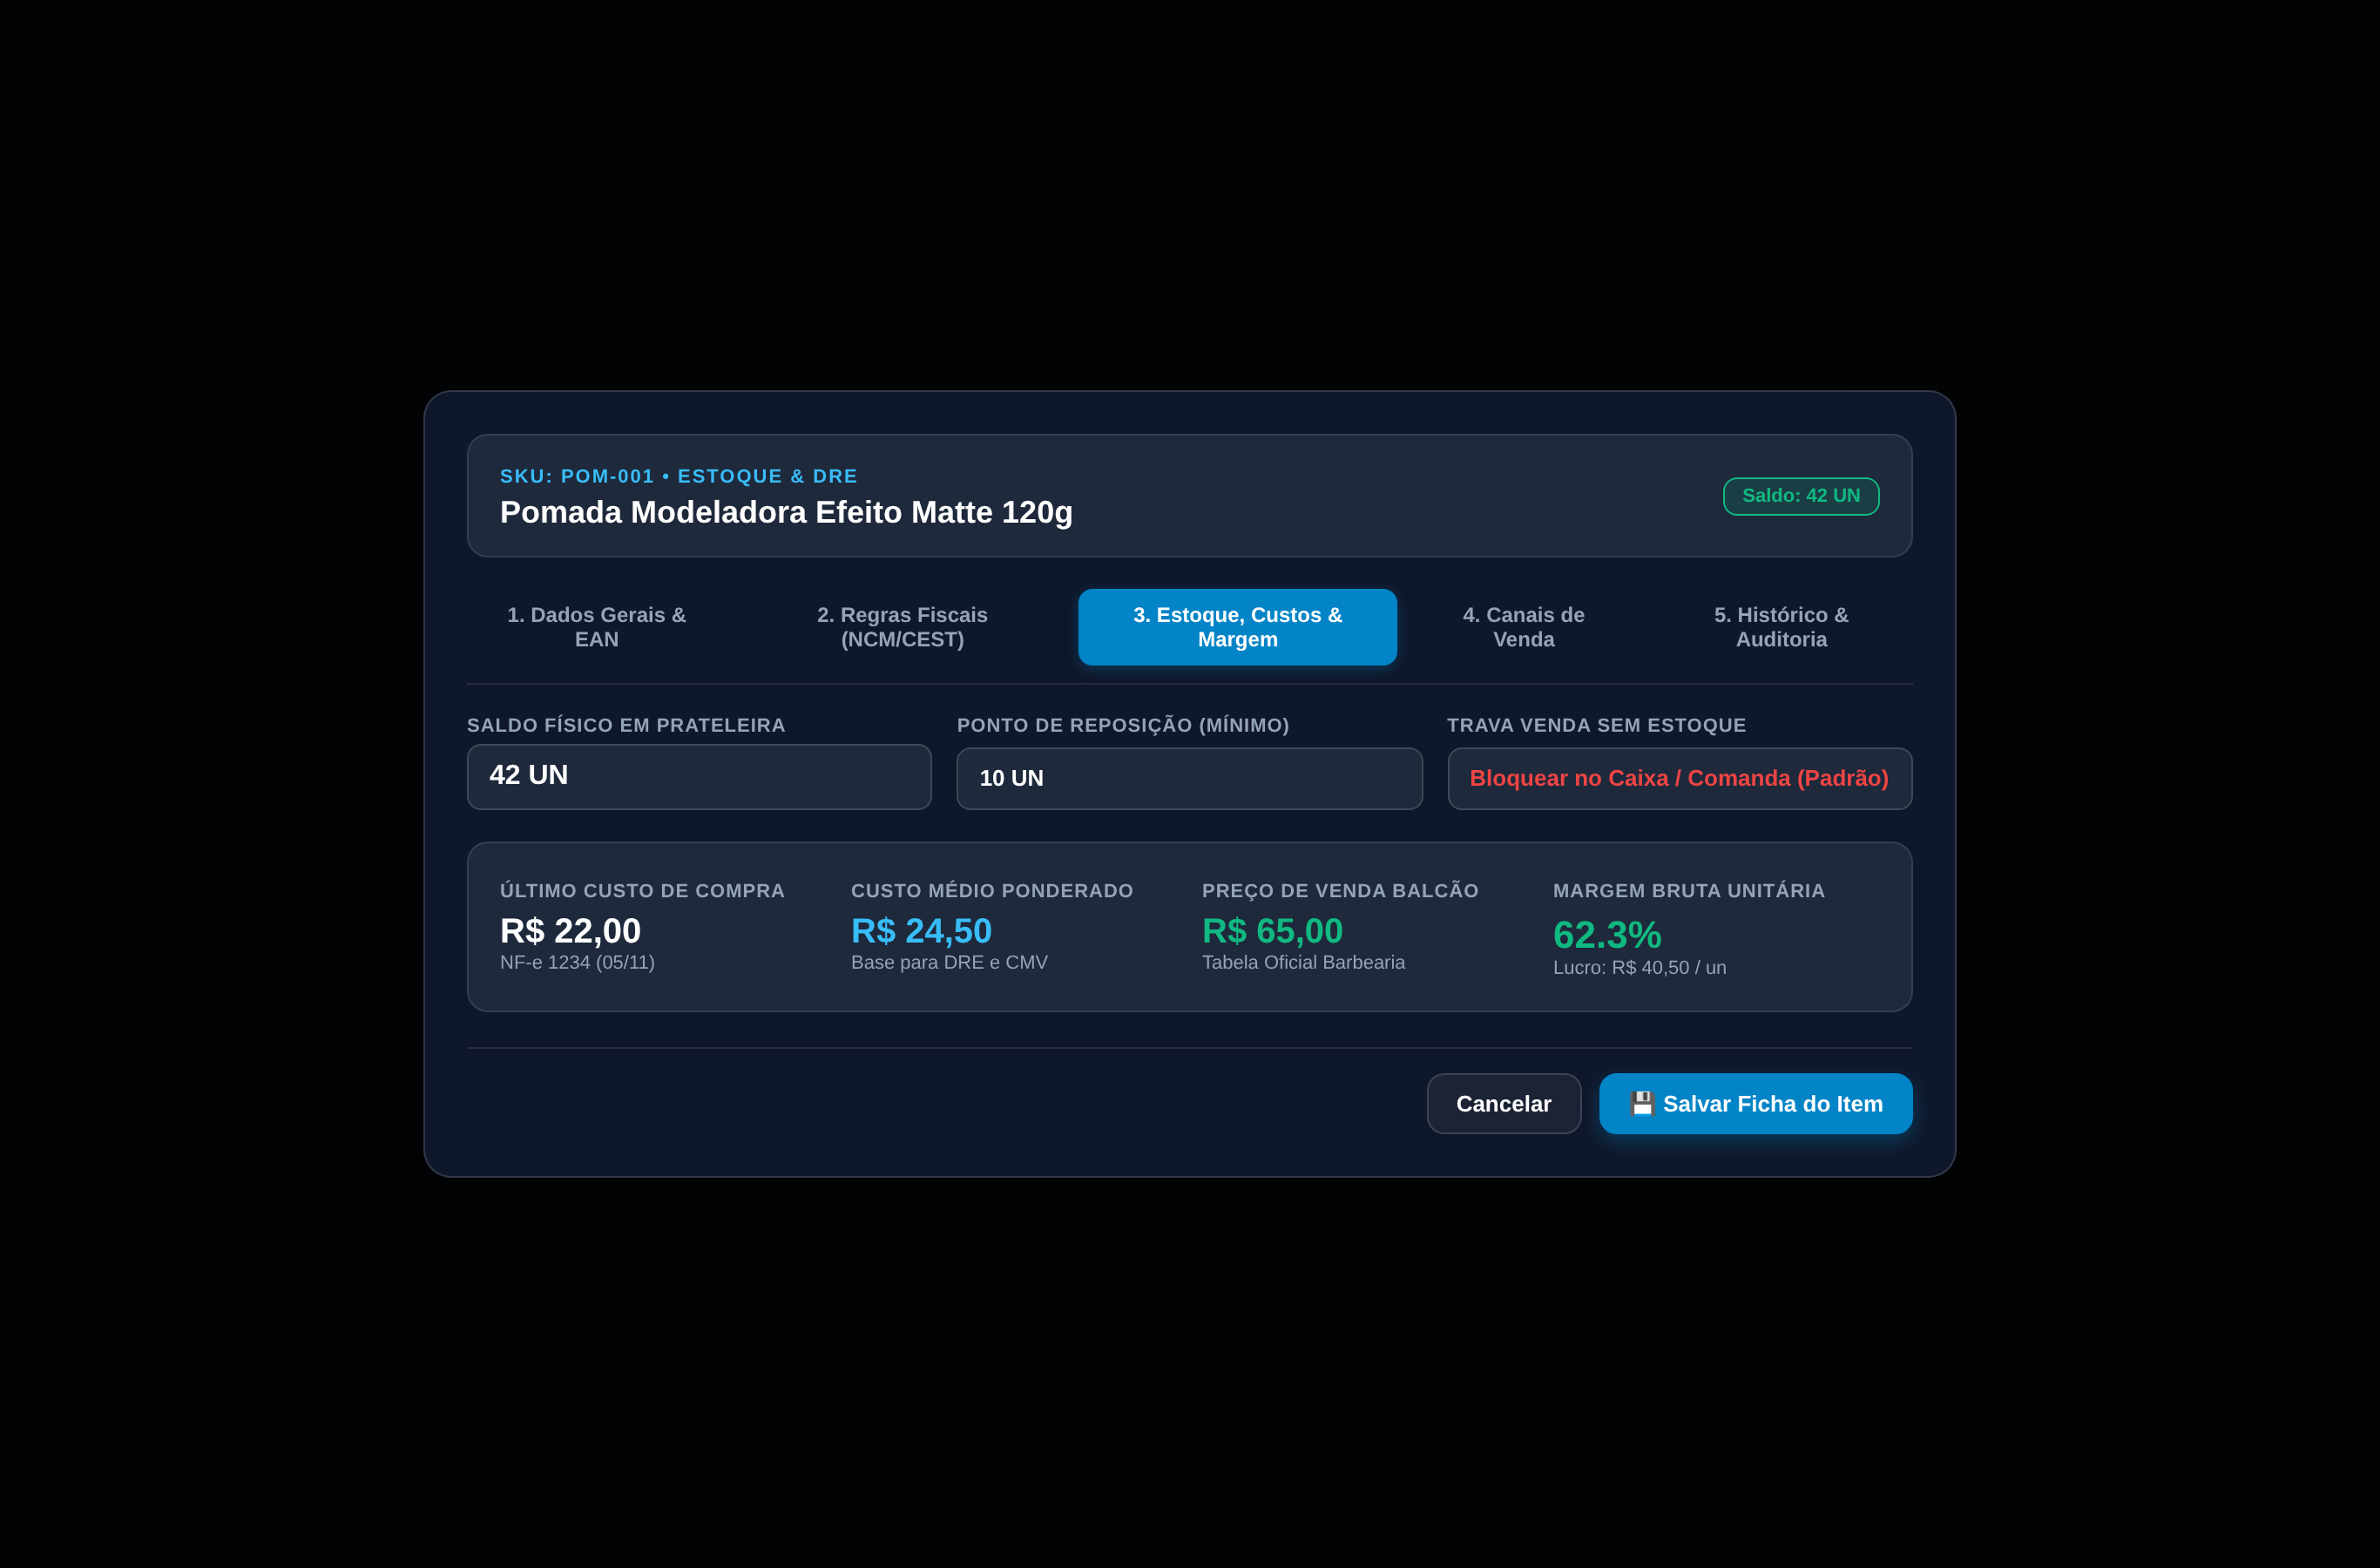 SKU: POM-001 • ESTOQUE & DRE
Pomada Modeladora Efeito Matte 120g
Saldo: 42 UN
1. Dados Gerais &
EAN
2. Regras Fiscais
(NCM/CEST)
3. Estoque, Custos &
Margem
4. Canais de
Venda
5. Histórico &
Auditoria
SALDO FÍSICO EM PRATELEIRA
42 UN
PONTO DE REPOSIÇÃO (MÍNIMO)
10 UN
TRAVA VENDA SEM ESTOQUE
Bloquear no Caixa / Comanda (Padrão)
ÚLTIMO CUSTO DE COMPRA
R$ 22,00
NF-e 1234 (05/11)
CUSTO MÉDIO PONDERADO
R$ 24,50
Base para DRE e CMV
PREÇO DE VENDA BALCÃO
R$ 65,00
Tabela Oficial Barbearia
MARGEM BRUTA UNITÁRIA
62.3%
Lucro: R$ 40,50 / un
Cancelar
💾 Salvar Ficha do Item